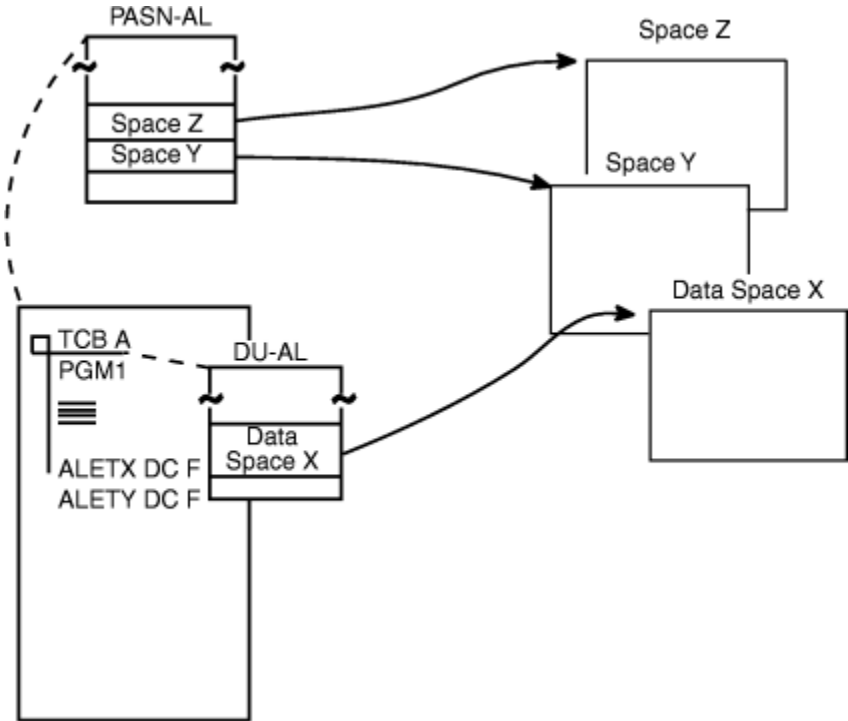 PASN-AL
Space Z
Space Z
Space Y
Space Y
Data Space X
TCB A
DU-AL
PGM1
Data
Space X
ALETX DC F
ALETY DC F